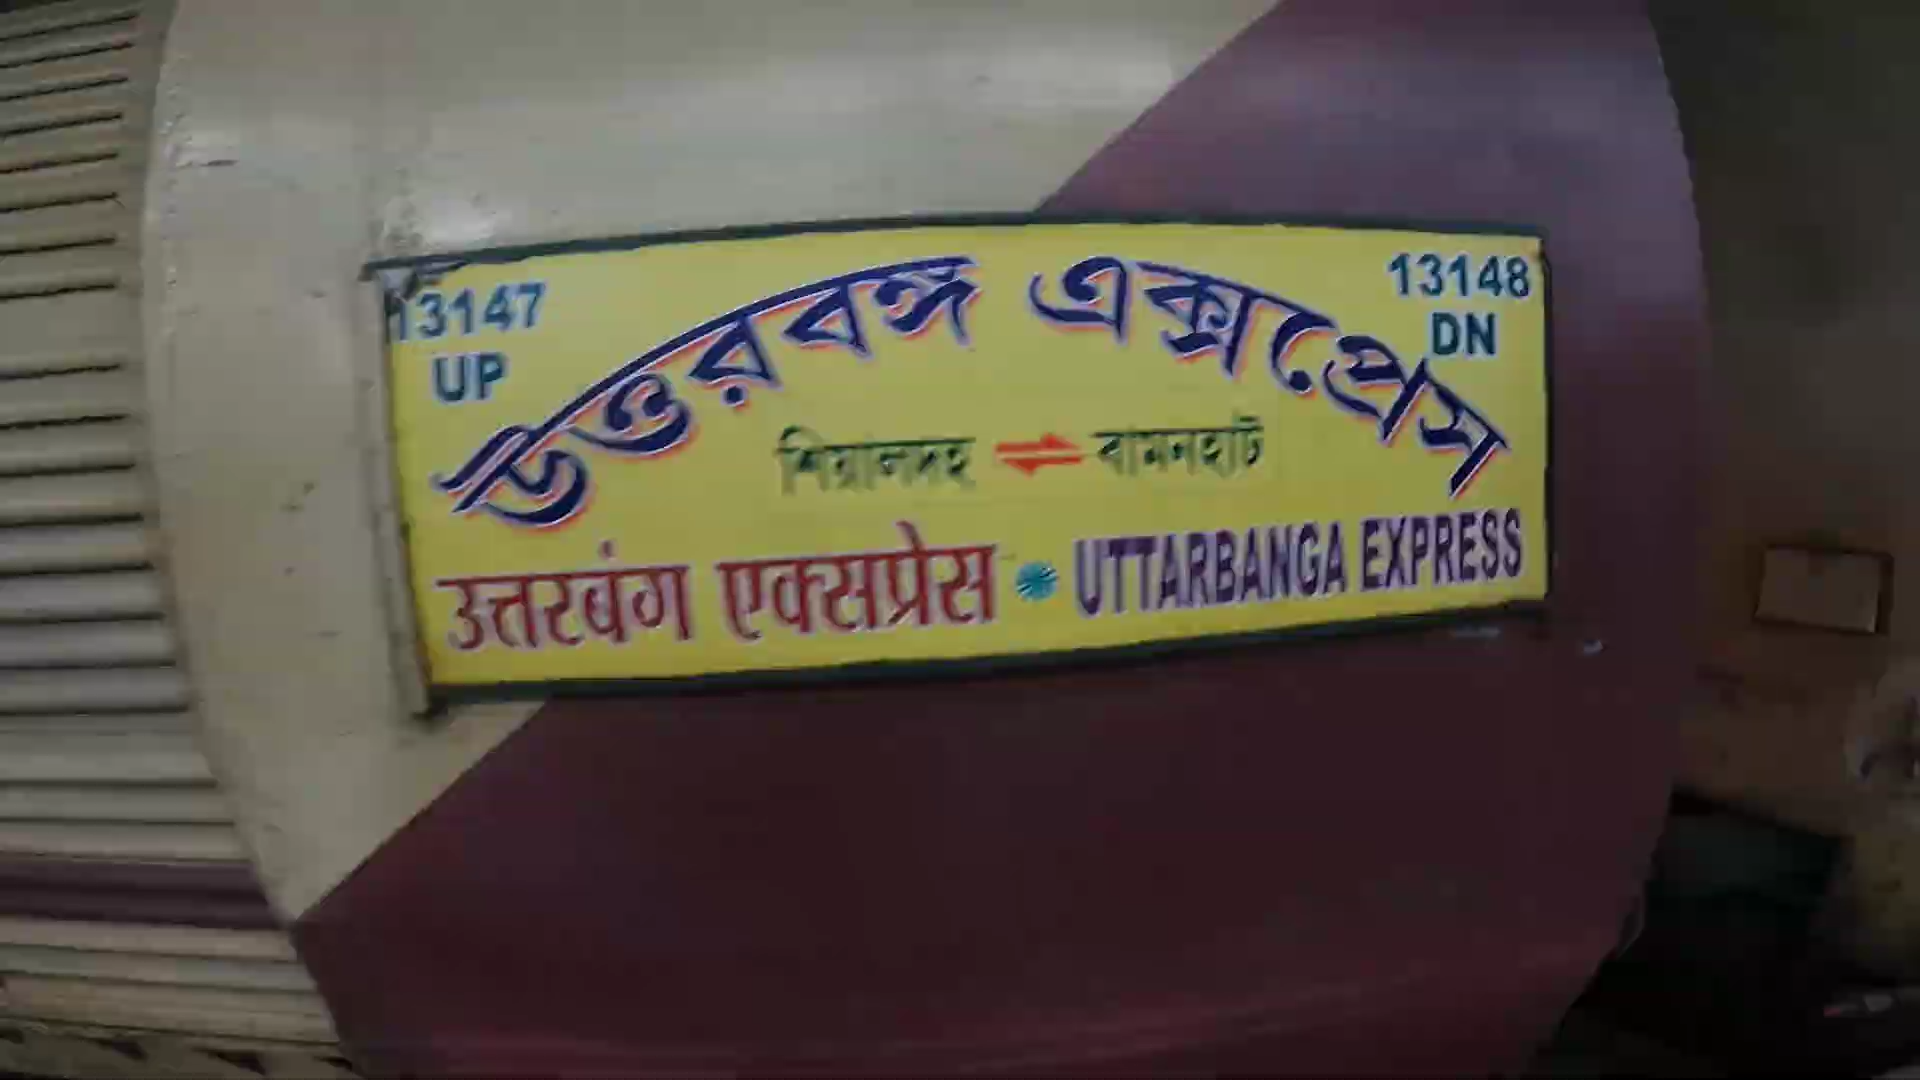 13147
UP
উত্তরবঙ্গ এক্সপ্রেস
13148
DN
শিয়ালদহ ⇌ বামনহাট
उत्तरबंग एक्सप्रेस * UTTARBANGA EXPRESS